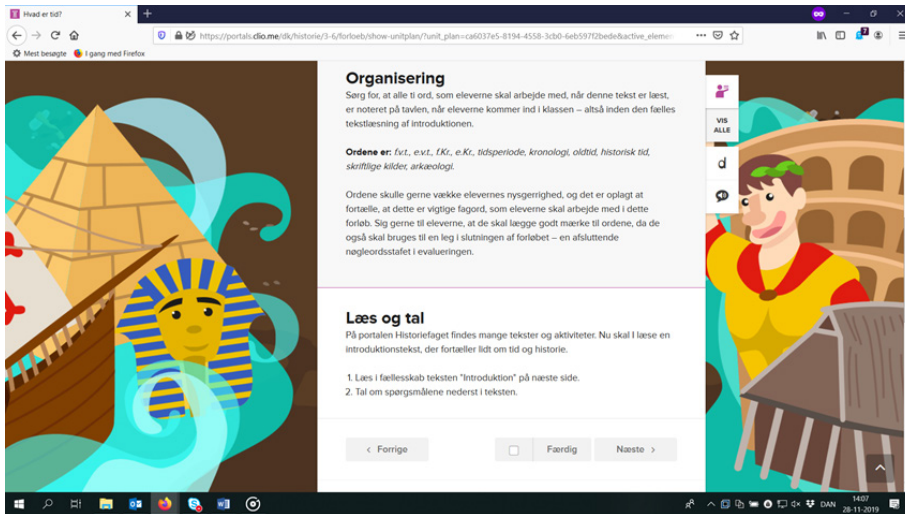 Hvad er tid?
https://portals.clio.me/dk/historie/3-6/forloeb/show-unitplan/?unit_plan=ca6037e5-8194-4558-3cb0-6eb597f2bede&active_elemen
Mest besøgte
I gang med Firefox
Organisering
Sørg for, at alle ti ord, som eleverne skal arbejde med, når denne tekst er læst,
er noteret på tavlen, når eleverne kommer ind i klassen – altså inden den fælles
tekstlæsning af introduktionen.
Ordene er: f.v.t., e.v.t., f.Kr., e.Kr., tidsperiode, kronologi, oldtid, historisk tid,
skriftlige kilder, arkæologi.
Ordene skulle gerne vække elevernes nysgerrighed, og det er oplagt at
fortælle, at dette er vigtige fagord, som eleverne skal arbejde med i dette
forløb. Sig gerne til eleverne, at de skal lægge godt mærke til ordene, da de
også skal bruges til en leg i slutningen af forløbet – en afsluttende
nøgleordsstafet i evalueringen.
VIS
ALLE
d
Læs og tal
På portalen Historiefaget findes mange tekster og aktiviteter. Nu skal I læse en
introduktionstekst, der fortæller lidt om tid og historie.
1. Læs i fællesskab teksten "Introduktion" på næste side.
2. Tal om spørgsmålene nederst i teksten.
Forrige
Færdig
Næste
DAN
14:07
28-11-2019